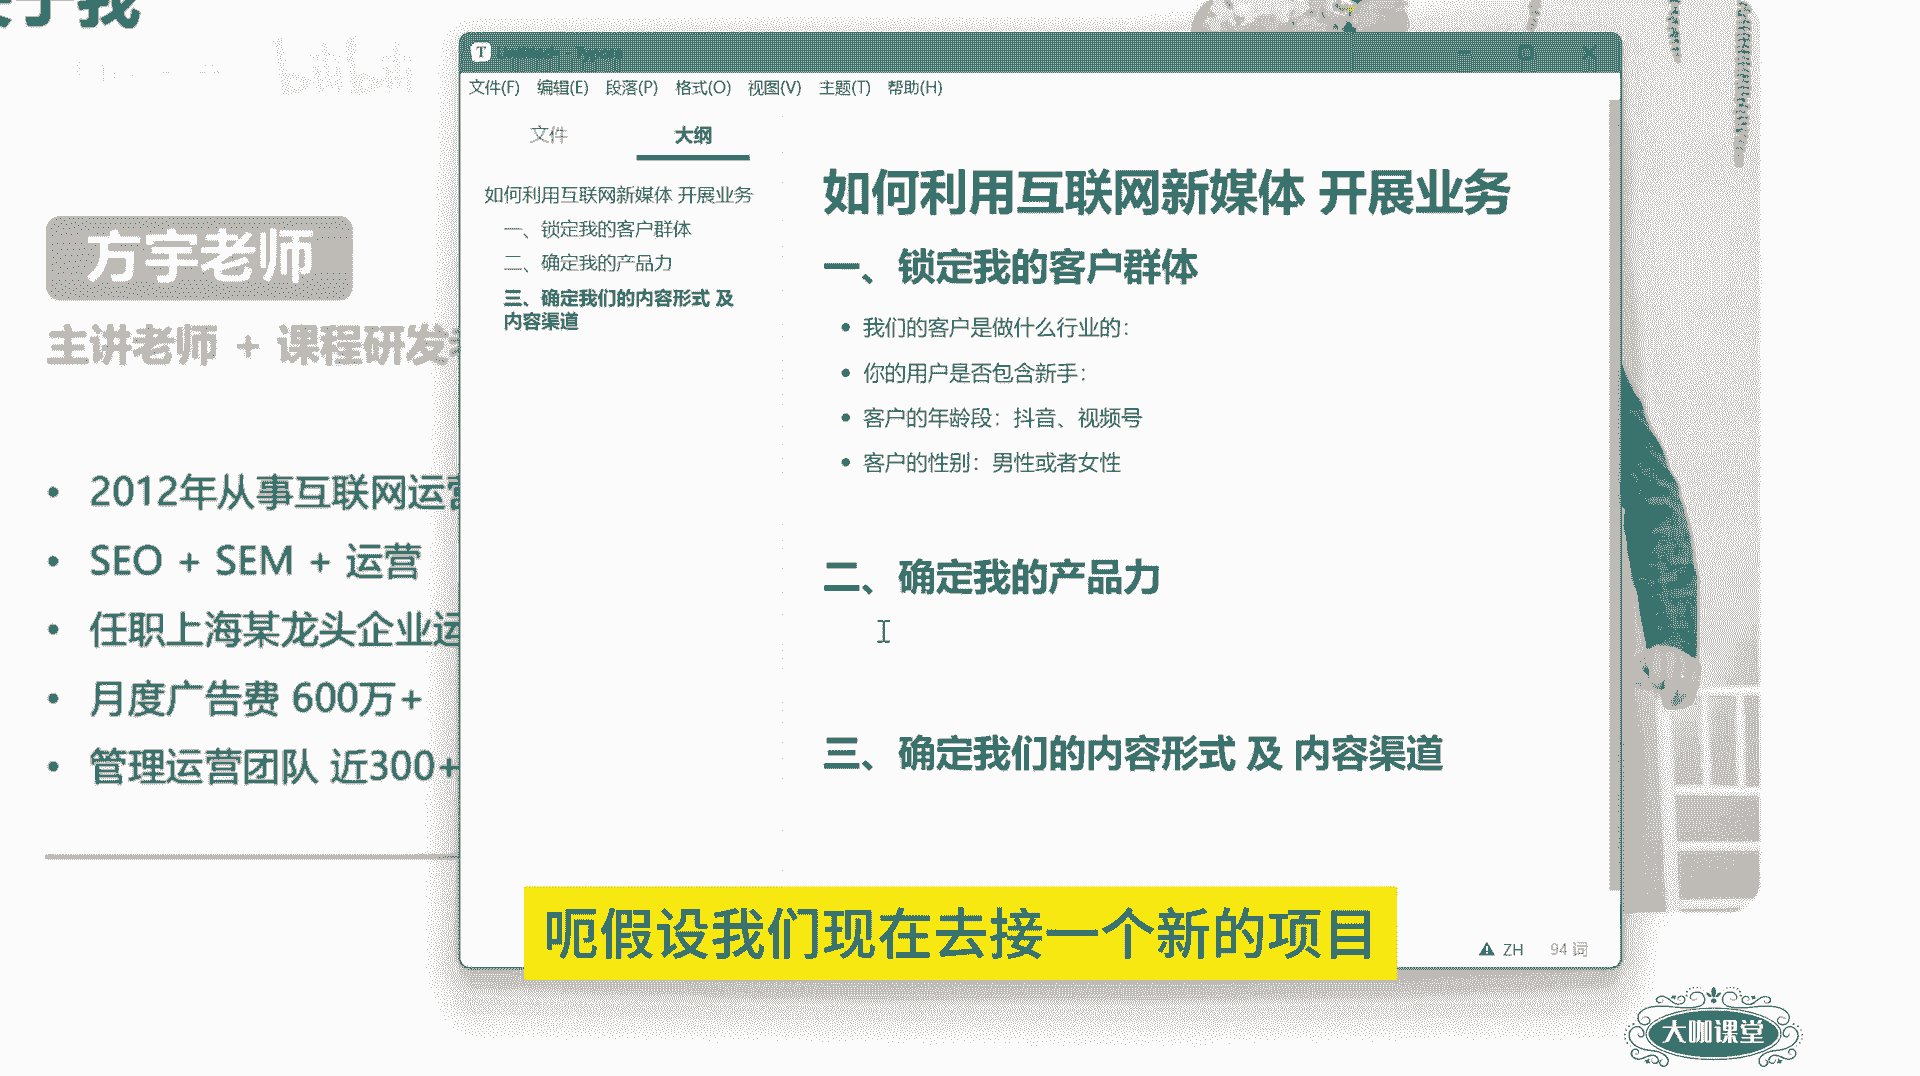 bilibili
方宇老师
主讲老师 + 课程研发
2012年从事互联网运营
SEO + SEM + 运营
任职上海某龙头企业运
月度广告费 600万+
管理运营团队 近300+
T
文件(F) 编辑(E) 段落(P) 格式(O) 视图(V) 主题(T) 帮助(H)
文件 大纲
如何利用互联网新媒体 开展业务
一、锁定我的客户群体
二、确定我的产品力
三、确定我们的内容形式 及
内容渠道
如何利用互联网新媒体 开展业务
一、锁定我的客户群体
我们的客户是做什么行业的：
你的用户是否包含新手：
客户的年龄段：抖音、视频号
客户的性别：男性或者女性
二、确定我的产品力
三、确定我们的内容形式 及 内容渠道
ZH 94 词
呃假设我们现在去接一个新的项目
大咖课堂